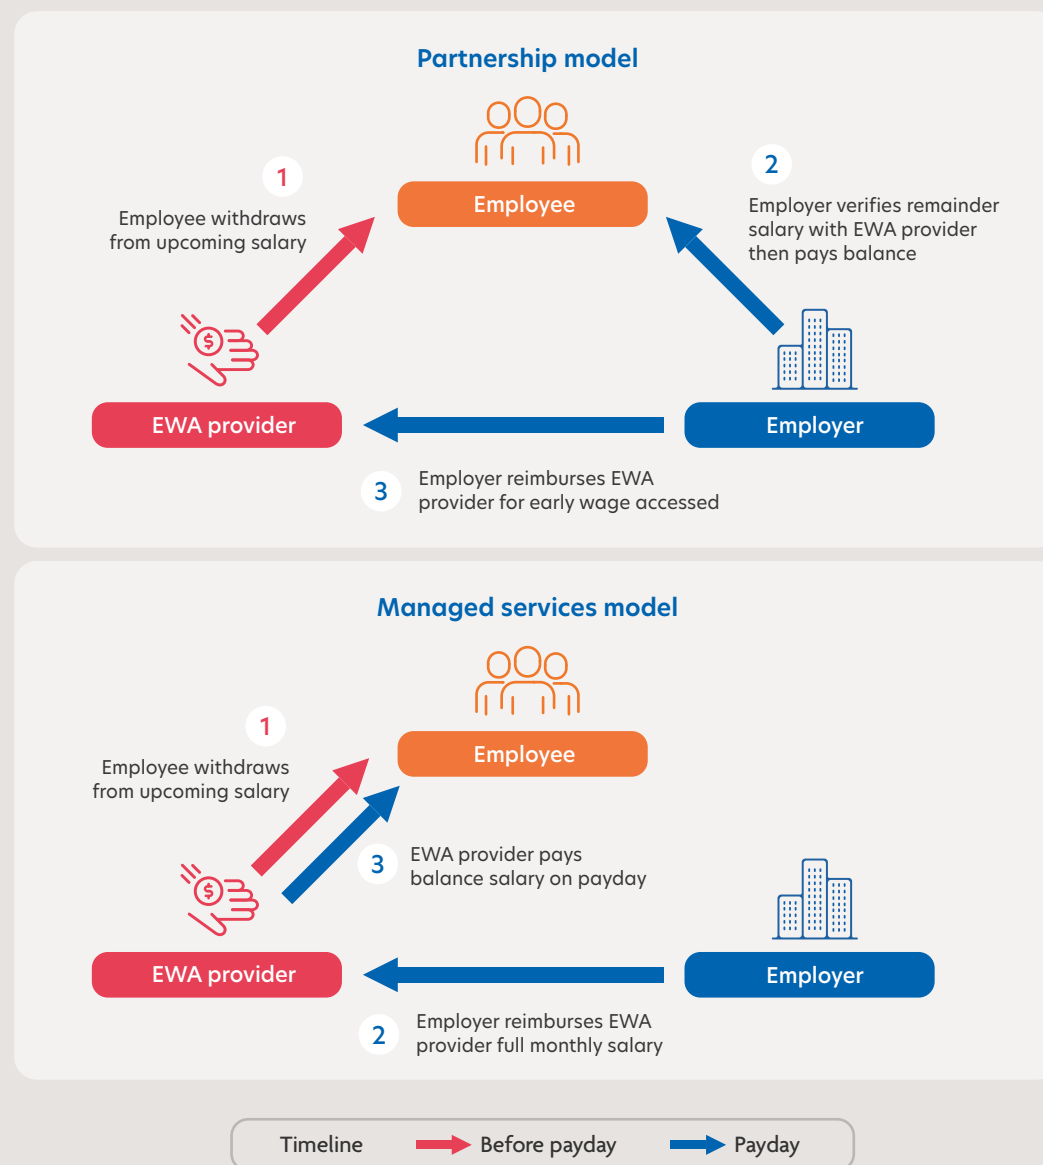 Partnership model
1
Employee withdraws
from upcoming salary
Employee
2
Employer verifies remainder
salary with EWA provider
then pays balance
$
EWA provider
Employer
3
Employer reimburses EWA
provider for early wage accessed
Managed services model
1
Employee withdraws
from upcoming salary
Employee
3
EWA provider pays
balance salary on payday
$
EWA provider
Employer
2
Employer reimburses EWA
provider full monthly salary
Timeline
Before payday
Payday